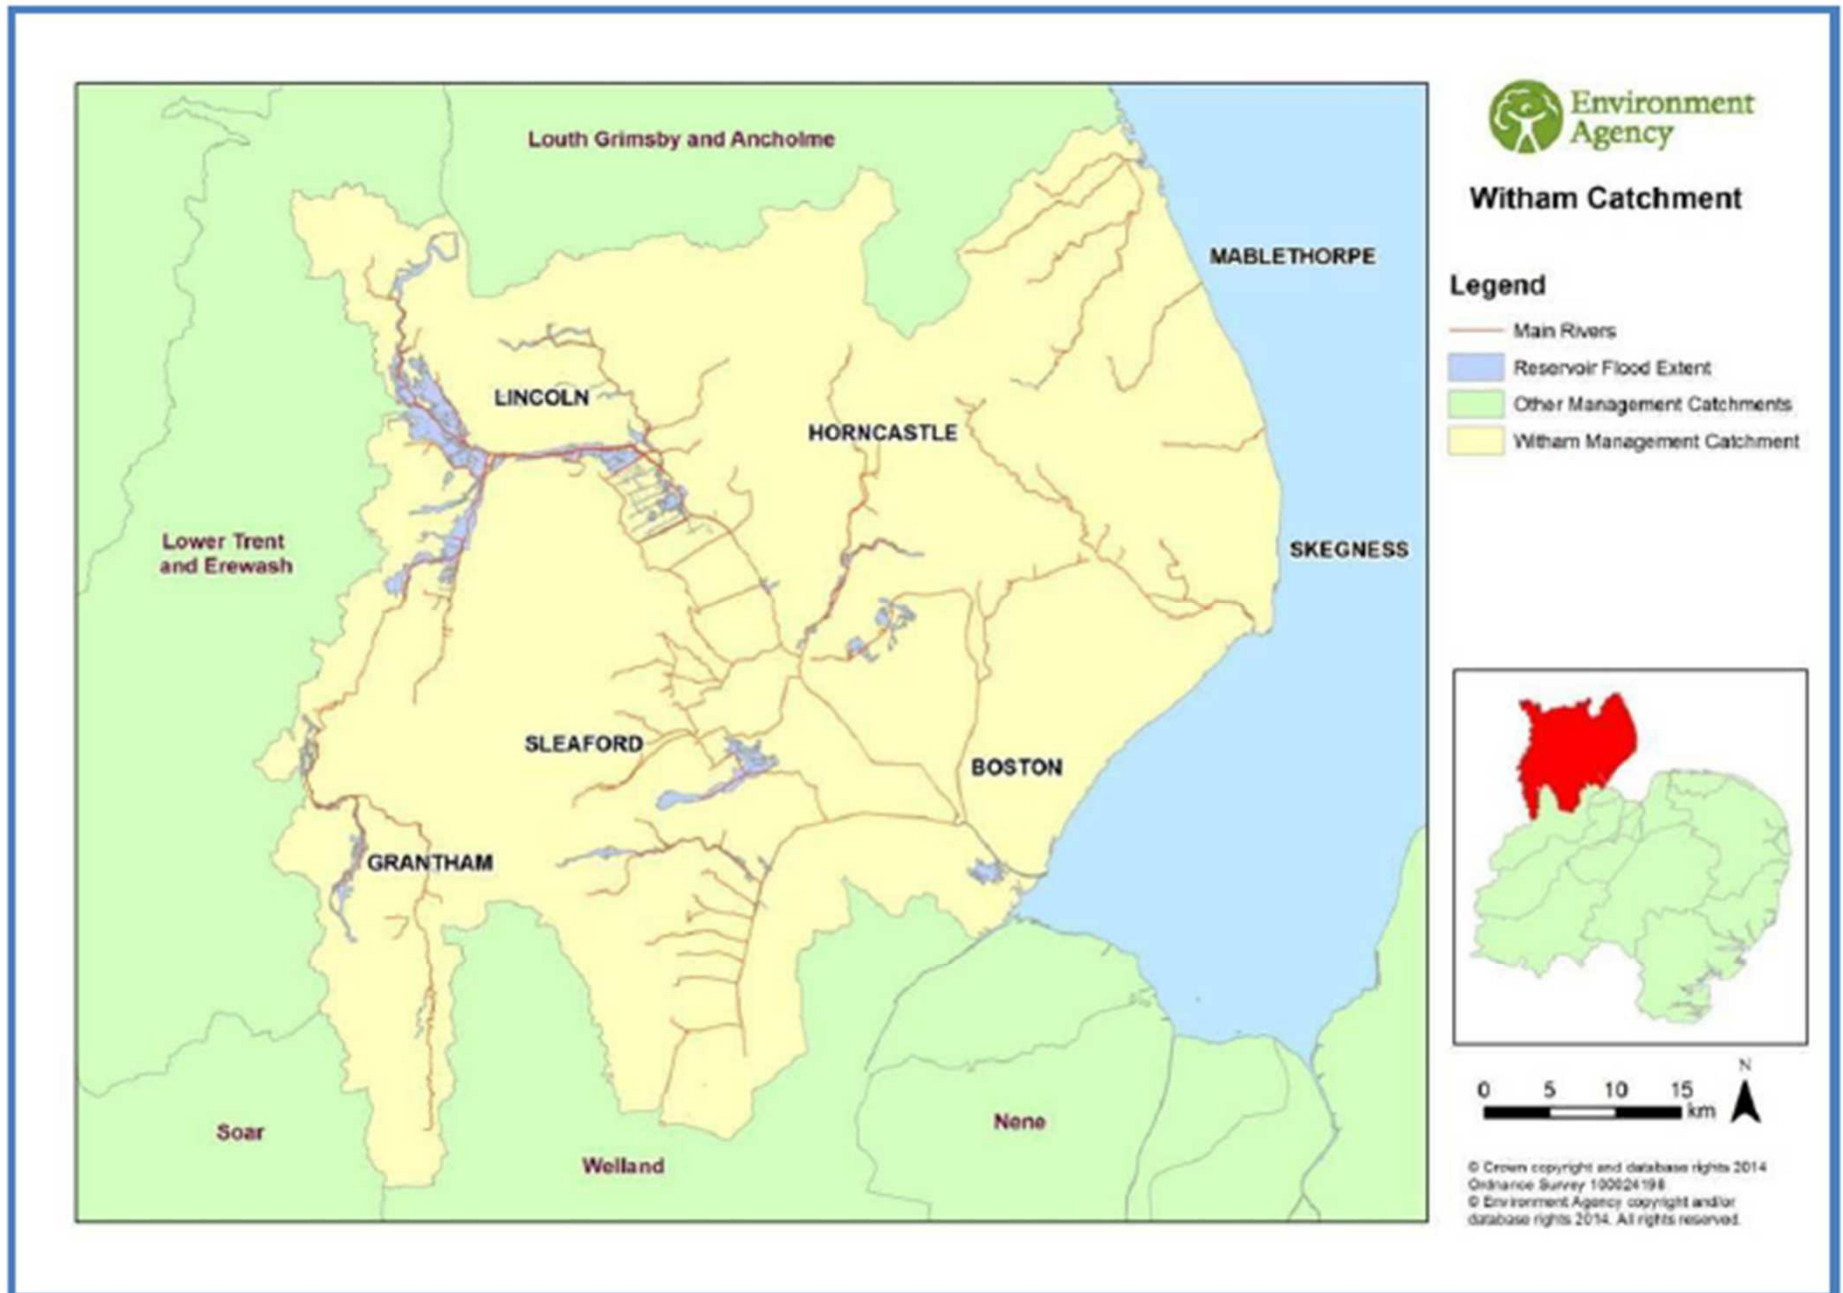 Louth Grimsby and Ancholme
MABLETHORPE
LINCOLN
HORNCASTLE
Lower Trent
and Erewash
SKEGNESS
SLEAFORD
BOSTON
GRANTHAM
Soar
Welland
Nene
Environment
Agency
Witham Catchment
Legend
Main Rivers
Reservoir Flood Extent
Other Management Catchments
Witham Management Catchment
N
0 5 10 15
km
© Crown copyright and database rights 2014
Ordnance Survey 100024198
© Environment Agency copyright and/or
database rights 2014. All rights reserved.